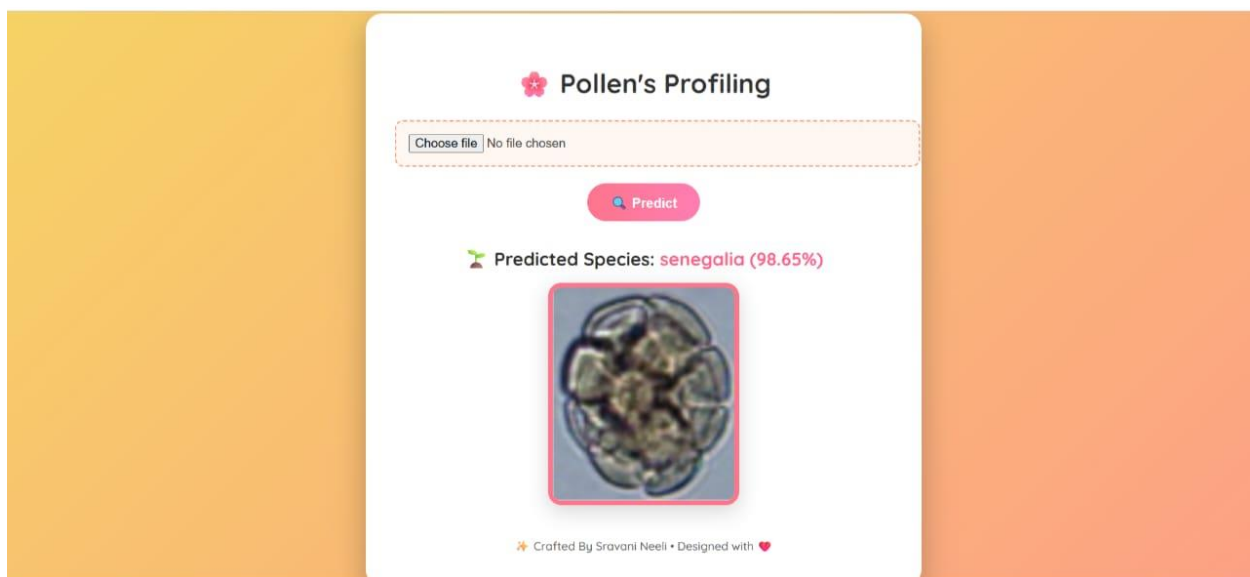 🌸 Pollen's Profiling
Choose file No file chosen
🔍 Predict
🌱 Predicted Species: senegalia (98.65%)
✨ Crafted By Sravani Neeli • Designed with ❤️